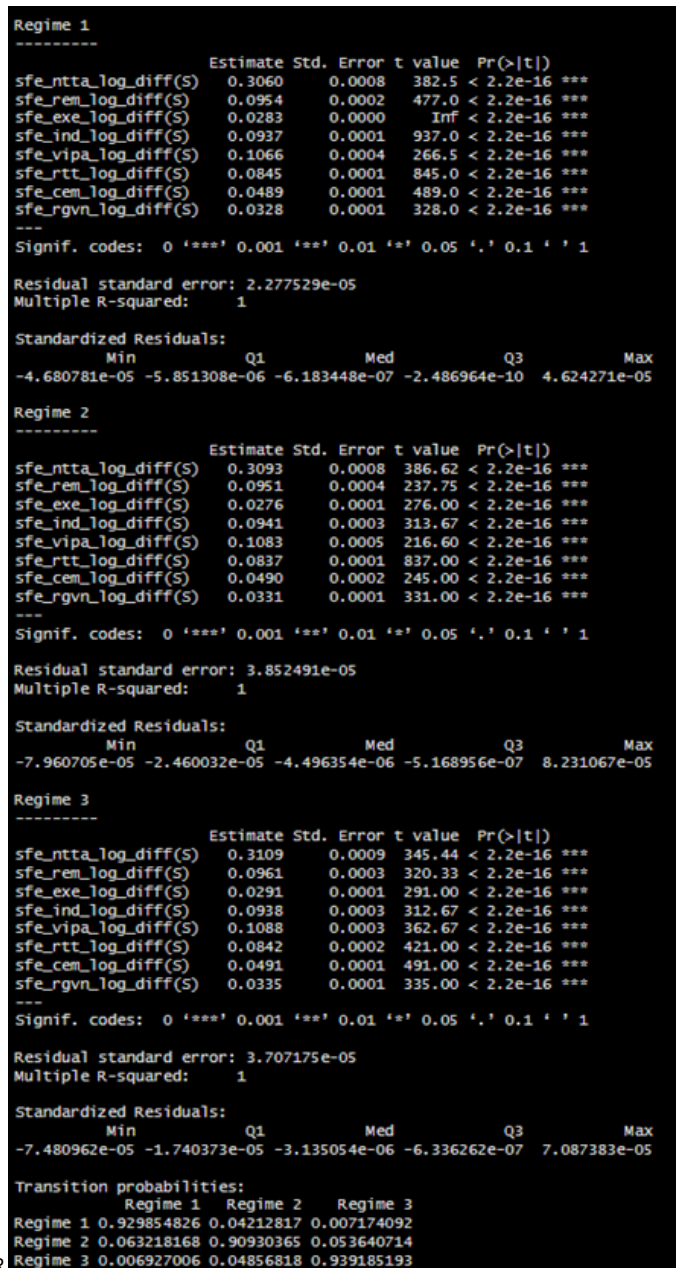 Regime 1
---------
Estimate Std. Error t value Pr(>|t|)
sfe_ntta_log_diff(S) 0.3060 0.0008 382.5 < 2.2e-16 ***
sfe_rem_log_diff(S) 0.0954 0.0002 477.0 < 2.2e-16 ***
sfe_exe_log_diff(S) 0.0283 0.0000 Inf < 2.2e-16 ***
sfe_ind_log_diff(S) 0.0937 0.0001 937.0 < 2.2e-16 ***
sfe_vipa_log_diff(S) 0.1066 0.0004 266.5 < 2.2e-16 ***
sfe_rtt_log_diff(S) 0.0845 0.0001 845.0 < 2.2e-16 ***
sfe_cem_log_diff(S) 0.0489 0.0001 489.0 < 2.2e-16 ***
sfe_rgvn_log_diff(S) 0.0328 0.0001 328.0 < 2.2e-16 ***
---
Signif. codes: 0 ‘***’ 0.001 ‘**’ 0.01 ‘*’ 0.05 ‘.’ 0.1 ‘ ’ 1
Residual standard error: 2.277529e-05
Multiple R-squared: 1
Standardized Residuals:
Min Q1 Med Q3 Max
-4.680781e-05 -5.851308e-06 -6.183448e-07 -2.486964e-10 4.624271e-05
Regime 2
---------
Estimate Std. Error t value Pr(>|t|)
sfe_ntta_log_diff(S) 0.3093 0.0008 386.62 < 2.2e-16 ***
sfe_rem_log_diff(S) 0.0951 0.0004 237.75 < 2.2e-16 ***
sfe_exe_log_diff(S) 0.0276 0.0001 276.00 < 2.2e-16 ***
sfe_ind_log_diff(S) 0.0941 0.0003 313.67 < 2.2e-16 ***
sfe_vipa_log_diff(S) 0.1083 0.0005 216.60 < 2.2e-16 ***
sfe_rtt_log_diff(S) 0.0837 0.0001 837.00 < 2.2e-16 ***
sfe_cem_log_diff(S) 0.0490 0.0002 245.00 < 2.2e-16 ***
sfe_rgvn_log_diff(S) 0.0331 0.0001 331.00 < 2.2e-16 ***
---
Signif. codes: 0 ‘***’ 0.001 ‘**’ 0.01 ‘*’ 0.05 ‘.’ 0.1 ‘ ’ 1
Residual standard error: 3.852491e-05
Multiple R-squared: 1
Standardized Residuals:
Min Q1 Med Q3 Max
-7.960705e-05 -2.460032e-05 -4.496354e-06 -5.168956e-07 8.231067e-05
Regime 3
---------
Estimate Std. Error t value Pr(>|t|)
sfe_ntta_log_diff(S) 0.3109 0.0009 345.44 < 2.2e-16 ***
sfe_rem_log_diff(S) 0.0961 0.0003 320.33 < 2.2e-16 ***
sfe_exe_log_diff(S) 0.0291 0.0001 291.00 < 2.2e-16 ***
sfe_ind_log_diff(S) 0.0938 0.0003 312.67 < 2.2e-16 ***
sfe_vipa_log_diff(S) 0.1088 0.0003 362.67 < 2.2e-16 ***
sfe_rtt_log_diff(S) 0.0842 0.0002 421.00 < 2.2e-16 ***
sfe_cem_log_diff(S) 0.0491 0.0001 491.00 < 2.2e-16 ***
sfe_rgvn_log_diff(S) 0.0335 0.0001 335.00 < 2.2e-16 ***
---
Signif. codes: 0 ‘***’ 0.001 ‘**’ 0.01 ‘*’ 0.05 ‘.’ 0.1 ‘ ’ 1
Residual standard error: 3.707175e-05
Multiple R-squared: 1
Standardized Residuals:
Min Q1 Med Q3 Max
-7.480962e-05 -1.740373e-05 -3.135054e-06 -6.336262e-07 7.087383e-05
Transition probabilities:
Regime 1 Regime 2 Regime 3
Regime 1 0.929854826 0.04212817 0.007174092
Regime 2 0.063218168 0.90930365 0.053640714
Regime 3 0.006927006 0.04856818 0.939185193